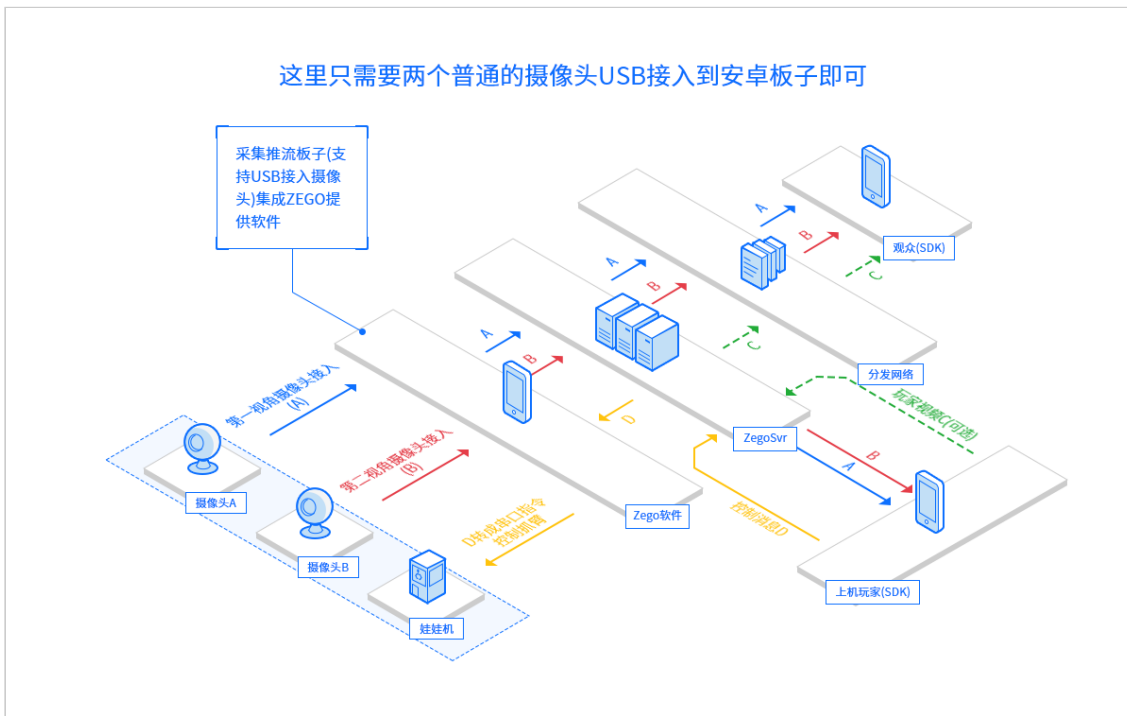 这里只需要两个普通的摄像头USB接入到安卓板子即可
采集推流板子(支
持USB接入摄像
头)集成ZEGO提
供软件
观众(SDK)
A
B
C
A
B
C
分发网络
A
B
玩家视频C(可选)
第一视角摄像头接入
(A)
D
ZegoSvr
B
A
第二视角摄像头接入
(B)
摄像头A
Zego软件
控制消息D
D转成串口指令
控制抓臂
摄像头B
上机玩家(SDK)
娃娃机